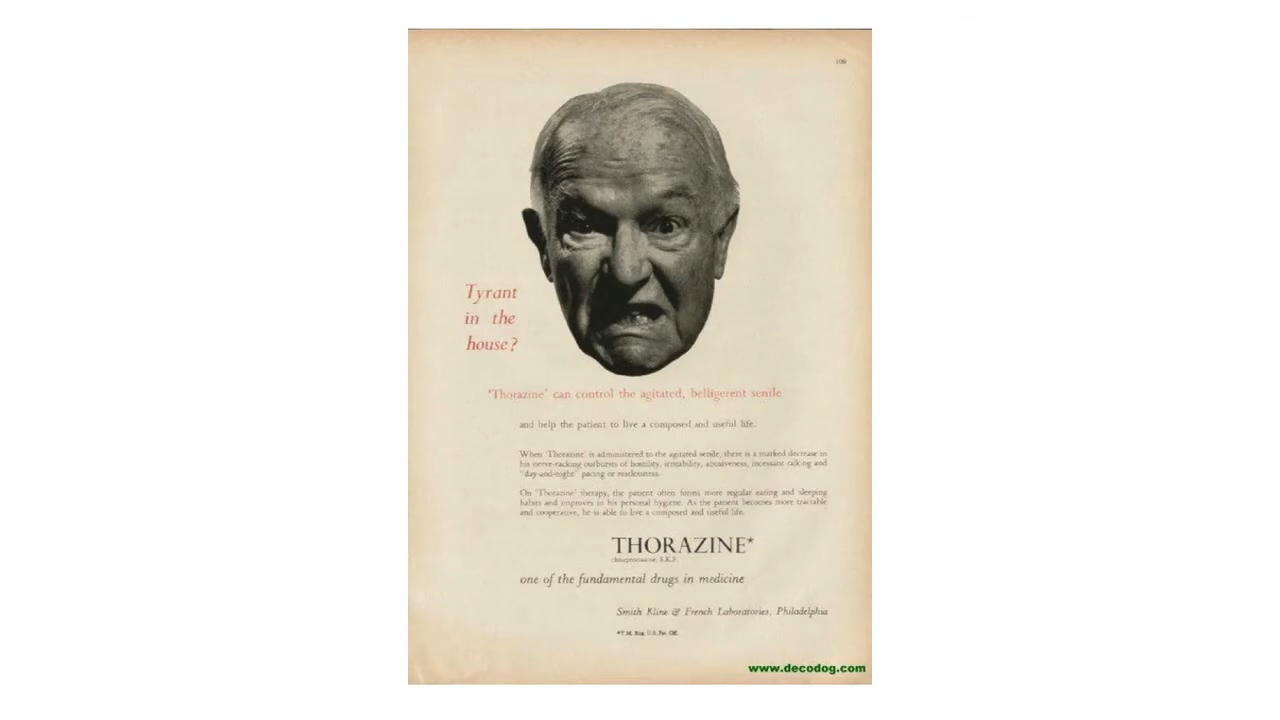 109
Tyrant
in the
house?
'Thorazine' can control the agitated, belligerent senile
and help the patient to live a composed and useful life.
When 'Thorazine' is administered to the agitated senile, there is a marked decrease in
his nerve-racking outbursts of hostility, irritability, abusiveness, incessant talking and
"day-and-night" pacing or restlessness.
On 'Thorazine' therapy, the patient often forms more regular eating and sleeping
habits and improves in his personal hygiene. As the patient becomes more tractable
and cooperative, he is able to live a composed and useful life.
THORAZINE*
chlorpromazine, S.K.F.
one of the fundamental drugs in medicine
Smith Kline & French Laboratories, Philadelphia
*T.M. Reg. U.S. Pat. Off.
www.decodog.com